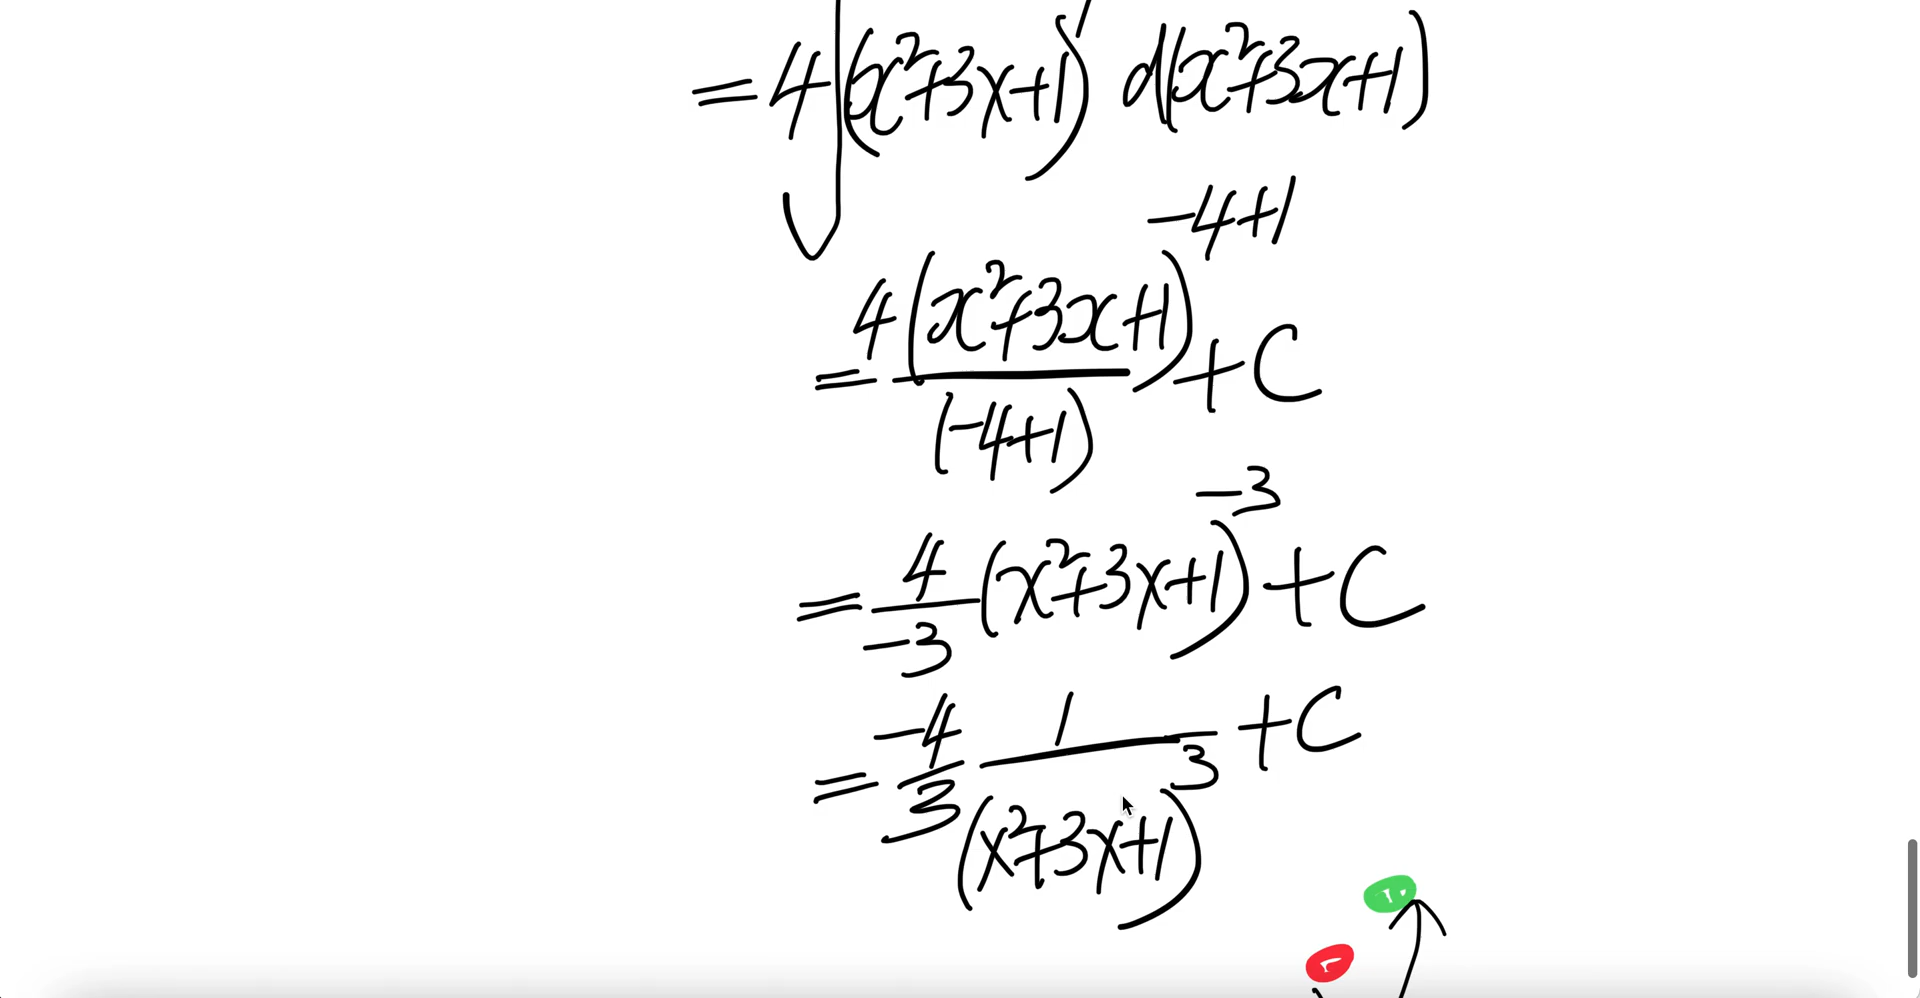 = 4 ∫ (x²+3x+1) d(x²+3x+1)
= 4(x²+3x+1)^(-4+1) / (-4+1) + C
= 4/-3 (x²+3x+1)^(-3) + C
= -4/3 1/(x²+3x+1)^3 + C